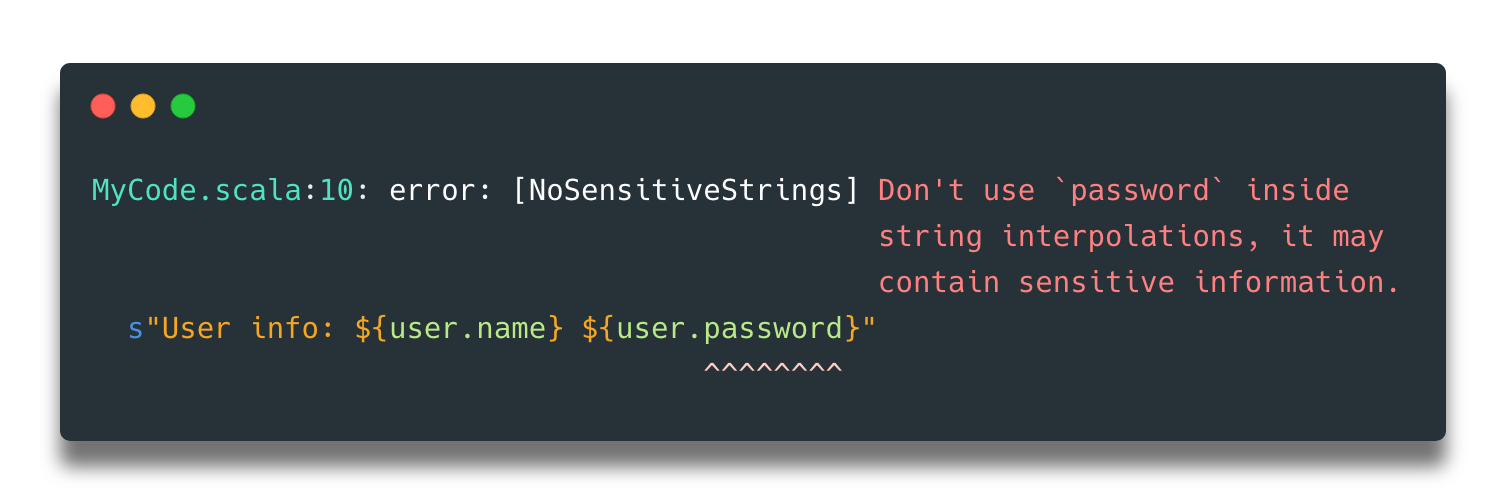 MyCode.scala:10: error: [NoSensitiveStrings] Don't use `password` inside
string interpolations, it may
contain sensitive information.
s"User info: ${user.name} ${user.password}"
^^^^^^^^